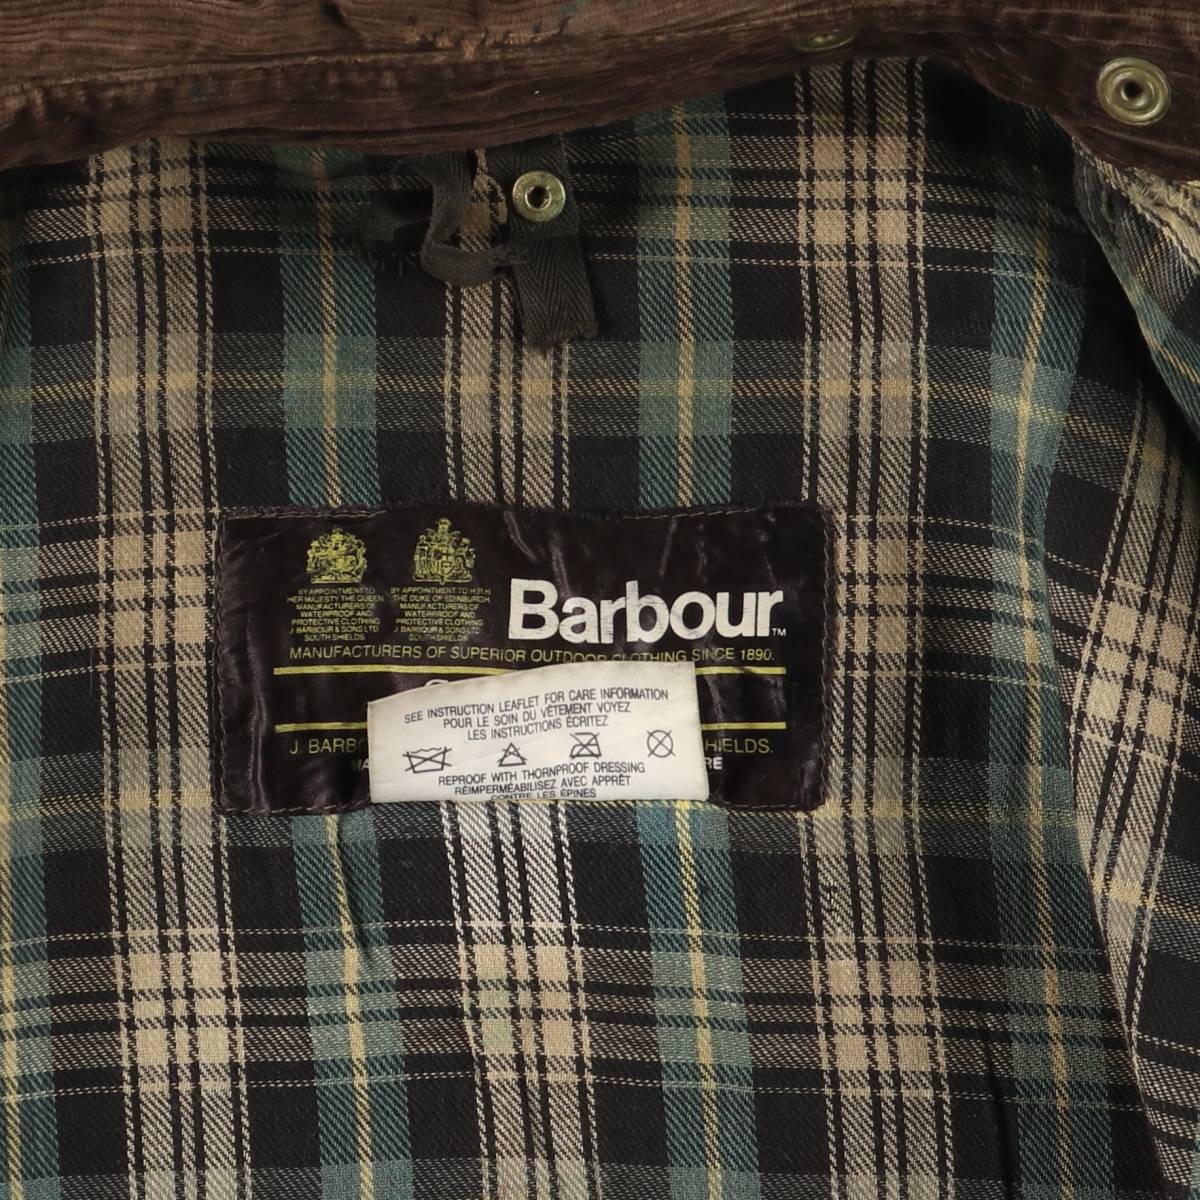 BY APPOINTMENT TO
HER MAJESTY THE QUEEN
MANUFACTURERS OF
WATERPROOF AND
PROTECTIVE CLOTHING
J BARBOUR & SONS LTD
SOUTH SHIELDS
BY APPOINTMENT TO H.R.H
THE DUKE OF EDINBURGH
MANUFACTURERS OF
WATERPROOF AND
PROTECTIVE CLOTHING
J BARBOUR & SONS LTD
SOUTH SHIELDS
Barbour™
MANUFACTURERS OF SUPERIOR OUTDOOR CLOTHING SINCE 1890.
SEE INSTRUCTION LEAFLET FOR CARE INFORMATION
POUR LE SOIN DU VÊTEMENT VOYEZ
LES INSTRUCTIONS ÉCRITEZ
REPROOF WITH THORNPROOF DRESSING
RÉIMPERMÉABILISEZ AVEC APPRÊT
CONTRE LES ÉPINES
J. BARBO
HIELDS.
MA
RE